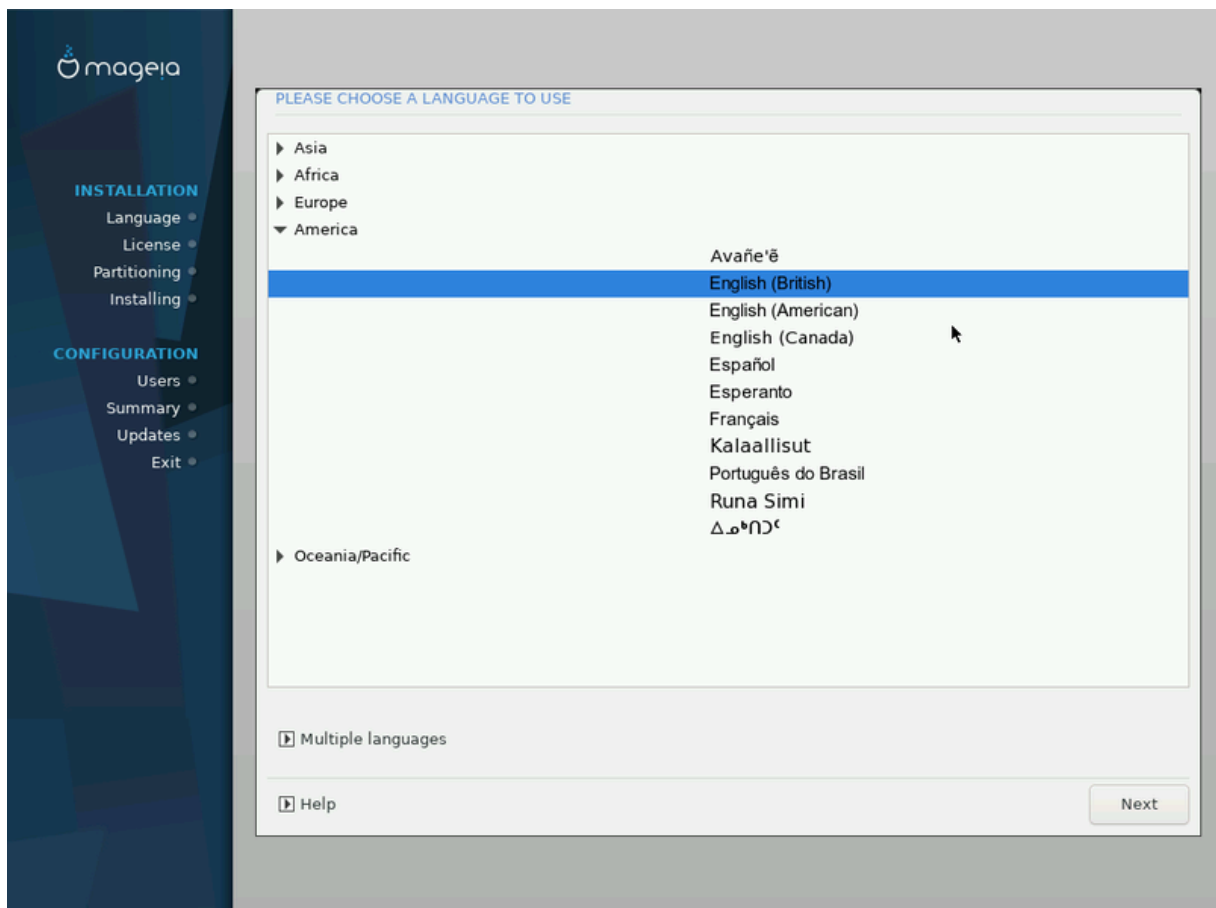 mageia
INSTALLATION
Language
License
Partitioning
Installing
CONFIGURATION
Users
Summary
Updates
Exit
PLEASE CHOOSE A LANGUAGE TO USE
Asia
Africa
Europe
America
Avañe'ẽ
English (British)
English (American)
English (Canada)
Español
Esperanto
Français
Kalaallisut
Português do Brasil
Runa Simi
ᐃᓄᒃᑎᑐᑦ
Oceania/Pacific
Multiple languages
Help
Next